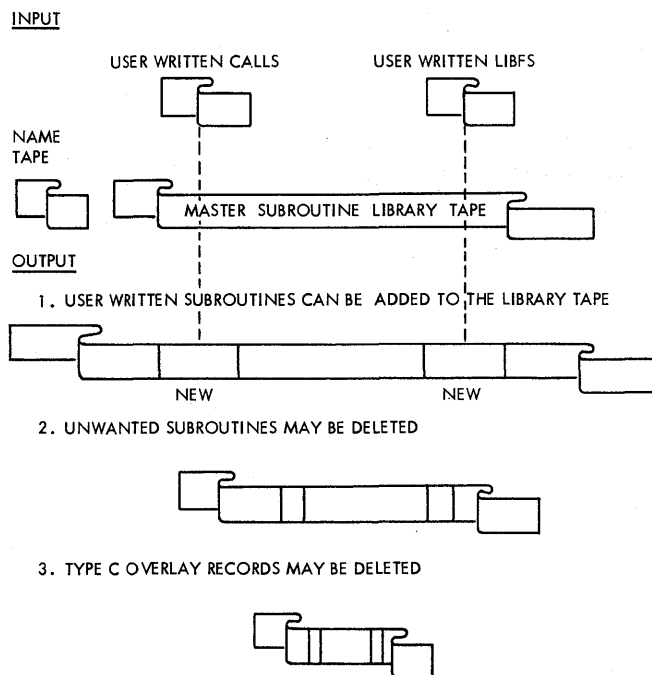 INPUT
USER WRITTEN CALLS
USER WRITTEN LIBFS
NAME
TAPE
MASTER SUBROUTINE LIBRARY TAPE
OUTPUT
1. USER WRITTEN SUBROUTINES CAN BE ADDED TO THE LIBRARY TAPE
NEW
NEW
2. UNWANTED SUBROUTINES MAY BE DELETED
3. TYPE C OVERLAY RECORDS MAY BE DELETED